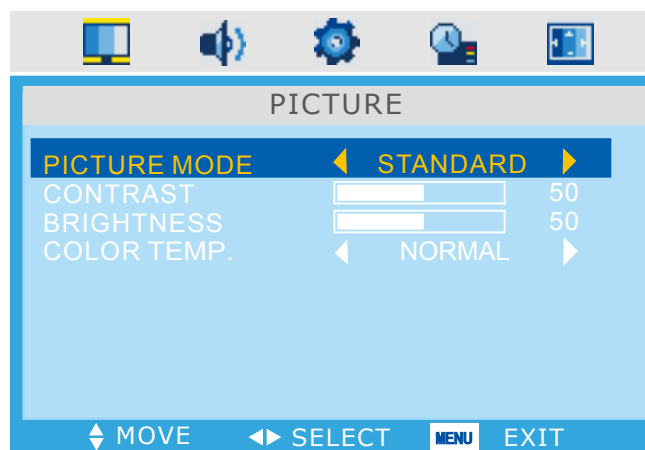 PICTURE
PICTURE MODE STANDARD
CONTRAST 50
BRIGHTNESS 50
COLOR TEMP. NORMAL
MOVE SELECT MENU EXIT